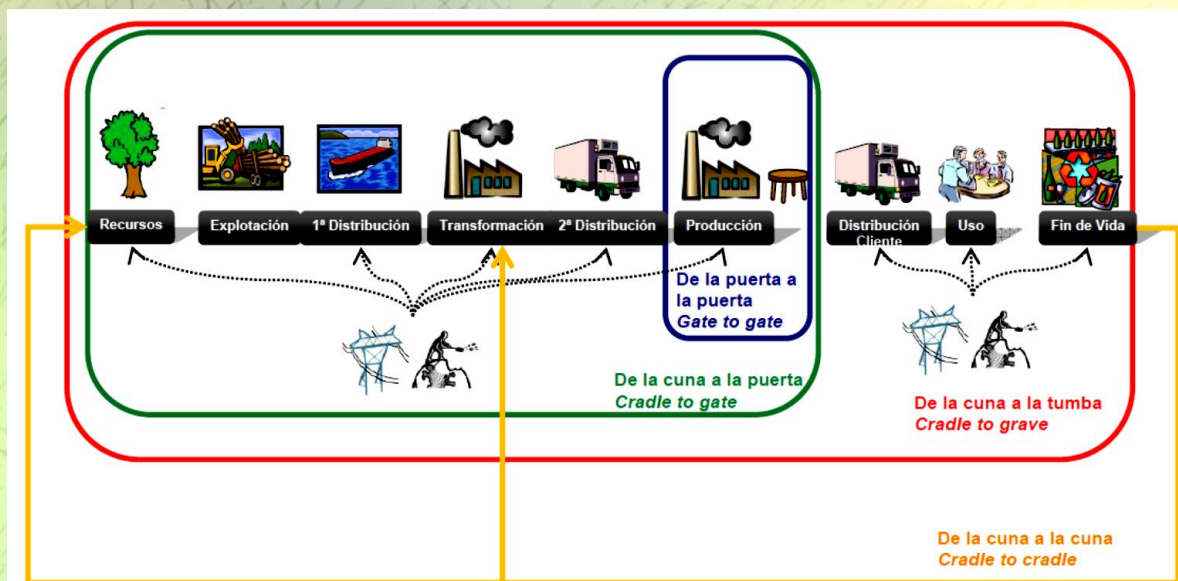 Recursos
Explotación
1ª Distribución
Transformación
2ª Distribución
Producción
Distribución
Cliente
Uso
Fin de Vida
De la puerta a
la puerta
Gate to gate
De la cuna a la puerta
Cradle to gate
De la cuna a la tumba
Cradle to grave
De la cuna a la cuna
Cradle to cradle